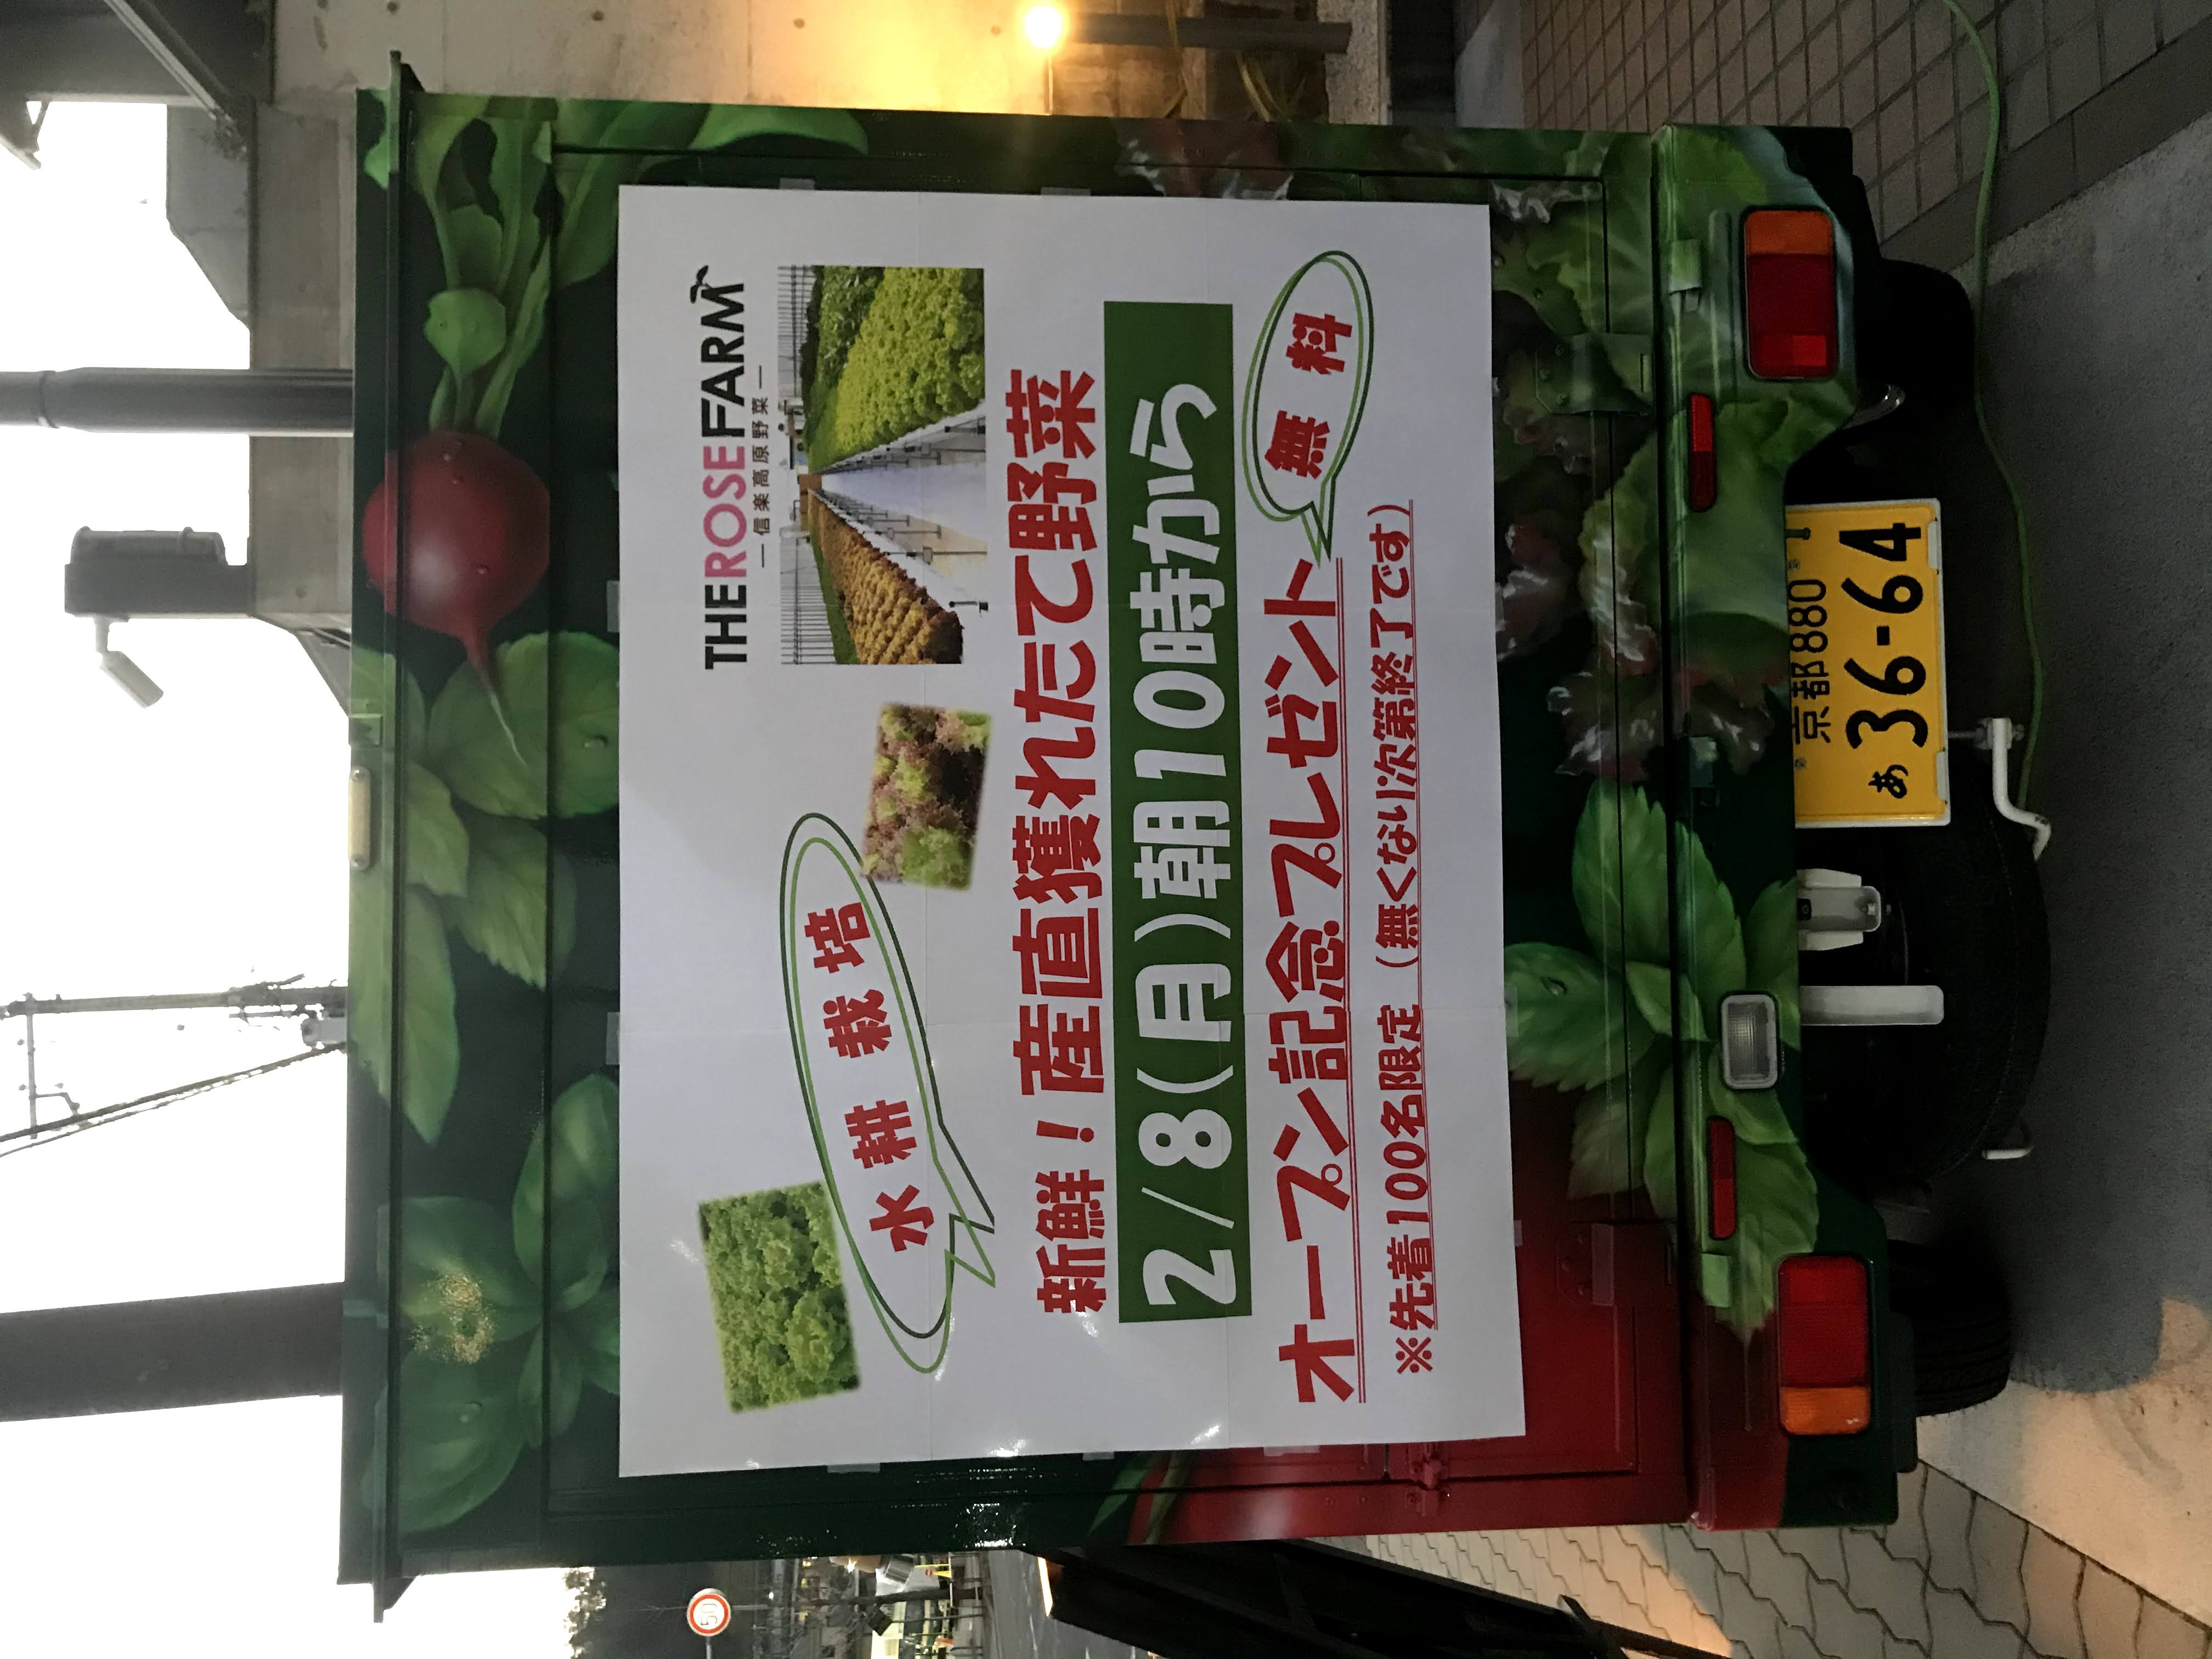 THE ROSE FARM
―信楽高原野菜―
水耕栽培
新鮮！産直獲れたて野菜
2/8(月)朝10時から
無料
オープン記念プレゼント
※先着100名限定（無くない次第終了です）
京都880
あ 36-64
50